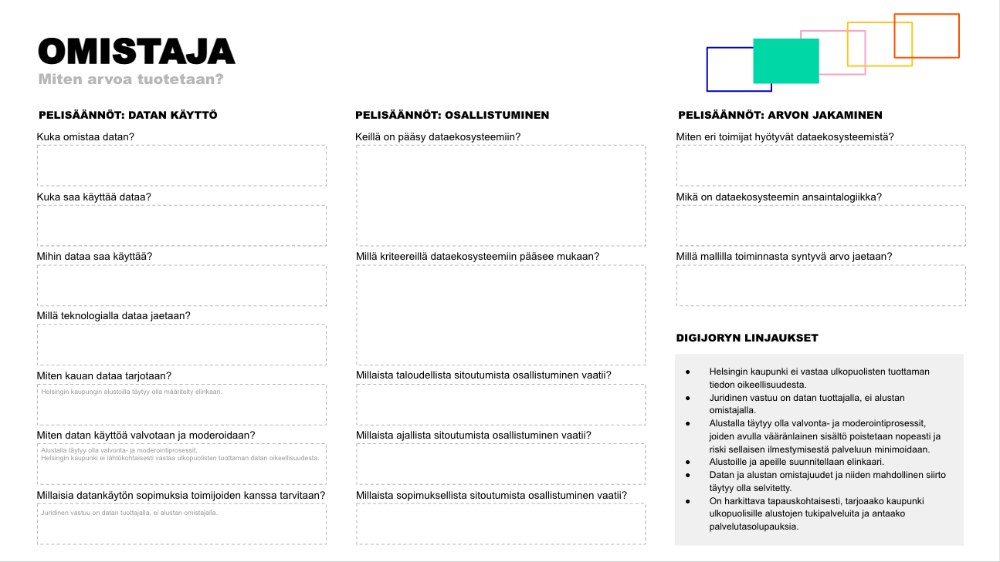 OMISTAJA
Miten arvoa tuotetaan?
PELISÄÄNNÖT: DATAN KÄYTTÖ
Kuka omistaa datan?
Kuka saa käyttää dataa?
Mihin dataa saa käyttää?
Millä teknologialla dataa jaetaan?
Miten kauan dataa tarjotaan?
Helsingin kaupungin alustoilla täytyy olla määritelty elinkaari.
Miten datan käyttöä valvotaan ja moderoidaan?
Alustalla täytyy olla valvonta- ja moderointiprosessit.
Helsingin kaupunki ei lähtökohtaisesti vastaa ulkopuolisten tuottaman datan oikeellisuudesta.
Millaisia datankäytön sopimuksia toimijoiden kanssa tarvitaan?
Juridinen vastuu on datan tuottajalla, ei alustan omistajalla.
PELISÄÄNNÖT: OSALLISTUMINEN
Keillä on pääsy dataekosysteemiin?
Millä kriteereillä dataekosysteemiin pääsee mukaan?
Millaista taloudellista sitoutumista osallistuminen vaatii?
Millaista ajallista sitoutumista osallistuminen vaatii?
Millaista sopimuksellista sitoutumista osallistuminen vaatii?
PELISÄÄNNÖT: ARVON JAKAMINEN
Miten eri toimijat hyötyvät dataekosysteemistä?
Mikä on dataekosysteemin ansaintalogiikka?
Millä mallilla toiminnasta syntyvä arvo jaetaan?
DIGIJORYN LINJAUKSET
● Helsingin kaupunki ei vastaa ulkopuolisten tuottaman
tiedon oikeellisuudesta.
● Juridinen vastuu on datan tuottajalla, ei alustan
omistajalla.
● Alustalla täytyy olla valvonta- ja moderointiprosessit,
joiden avulla vääränlainen sisältö poistetaan nopeasti ja
riski sellaisen ilmestymisestä palveluun minimoidaan.
● Alustoille ja apeille suunnitellaan elinkaari.
● Datan ja alustan omistajuudet ja niiden mahdollinen siirto
täytyy olla selvitetty.
● On harkittava tapauskohtaisesti, tarjoaako kaupunki
ulkopuolisille alustojen tukipalveluita ja antaako
palvelutasolupauksia.